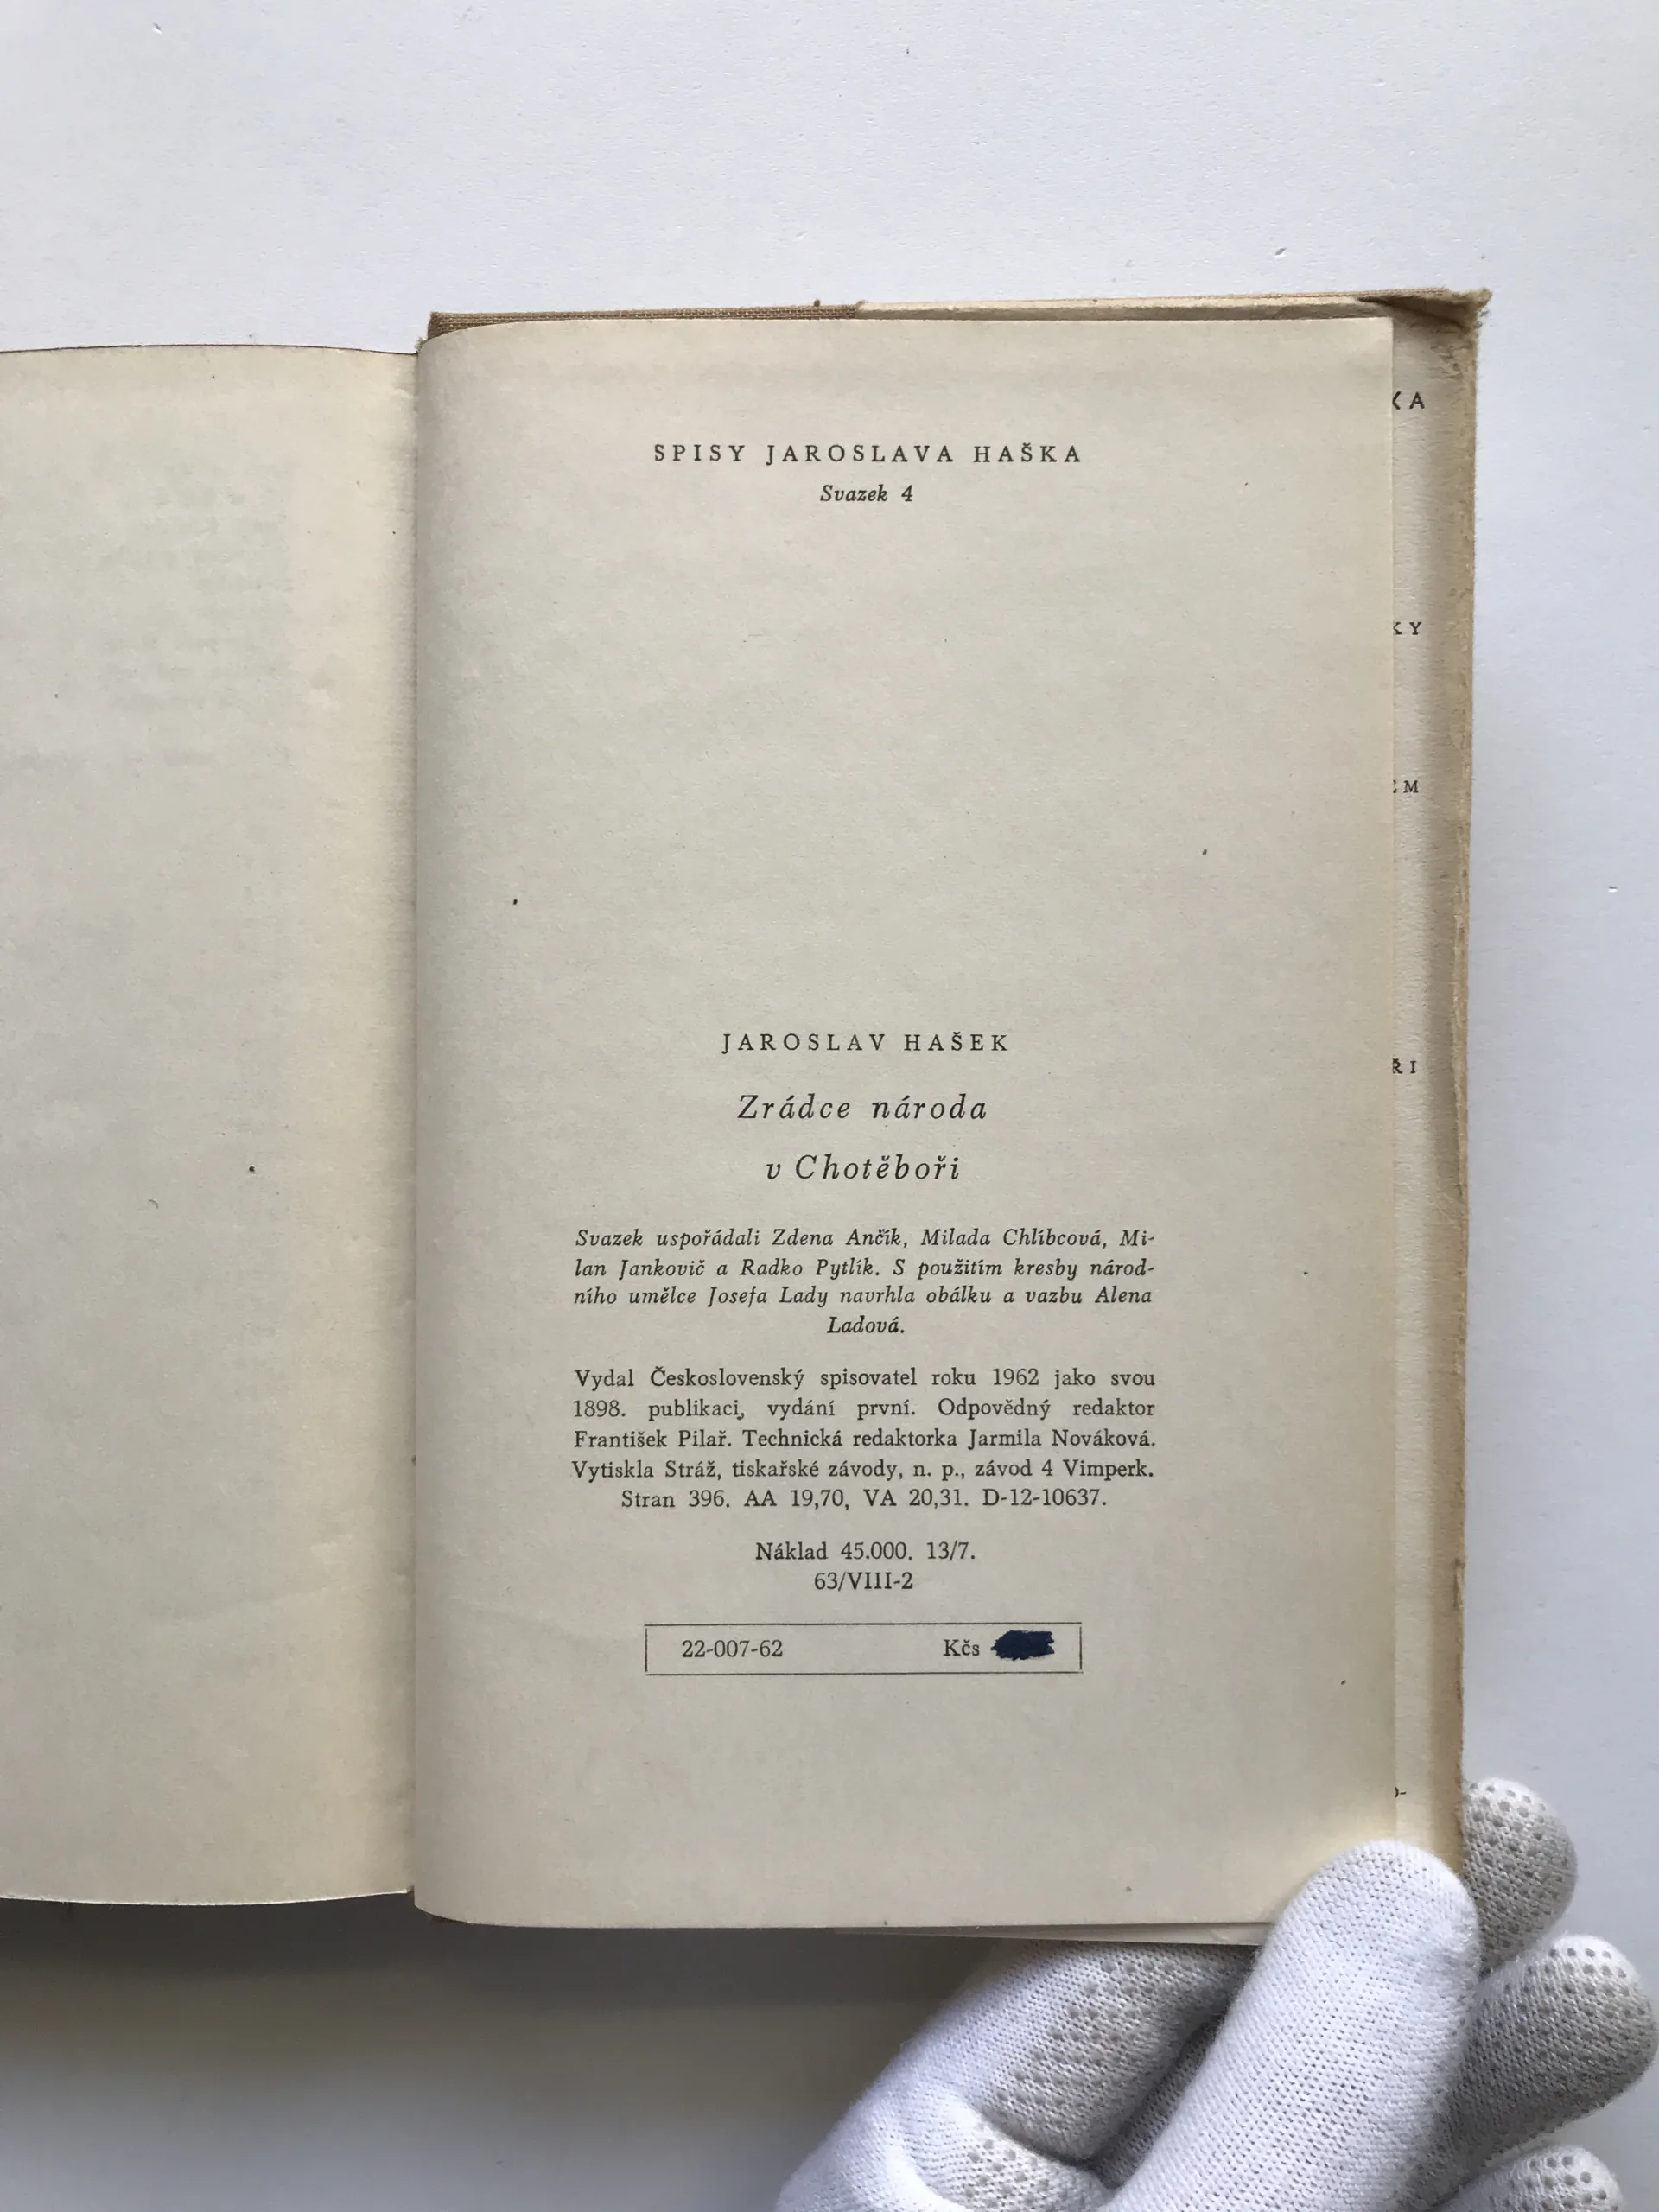 SPISY JAROSLAVA HAŠKA
Svazek 4
JAROSLAV HAŠEK
Zrádce národa
v Chotěboři
Svazek uspořádali Zdena Ančík, Milada Chlíbcová, Mi-
lan Jankovič a Radko Pytlík. S použitím kresby národ-
ního umělce Josefa Lady navrhla obálku a vazbu Alena
Ladová.
Vydal Československý spisovatel roku 1962 jako svou
1898. publikaci, vydání první. Odpovědný redaktor
František Pilař. Technická redaktorka Jarmila Nováková.
Vytiskla Stráž, tiskařské závody, n. p., závod 4 Vimperk.
Stran 396. AA 19,70, VA 20,31. D-12-10637.
Náklad 45.000. 13/7.
63/VIII-2
22-007-62 Kčs